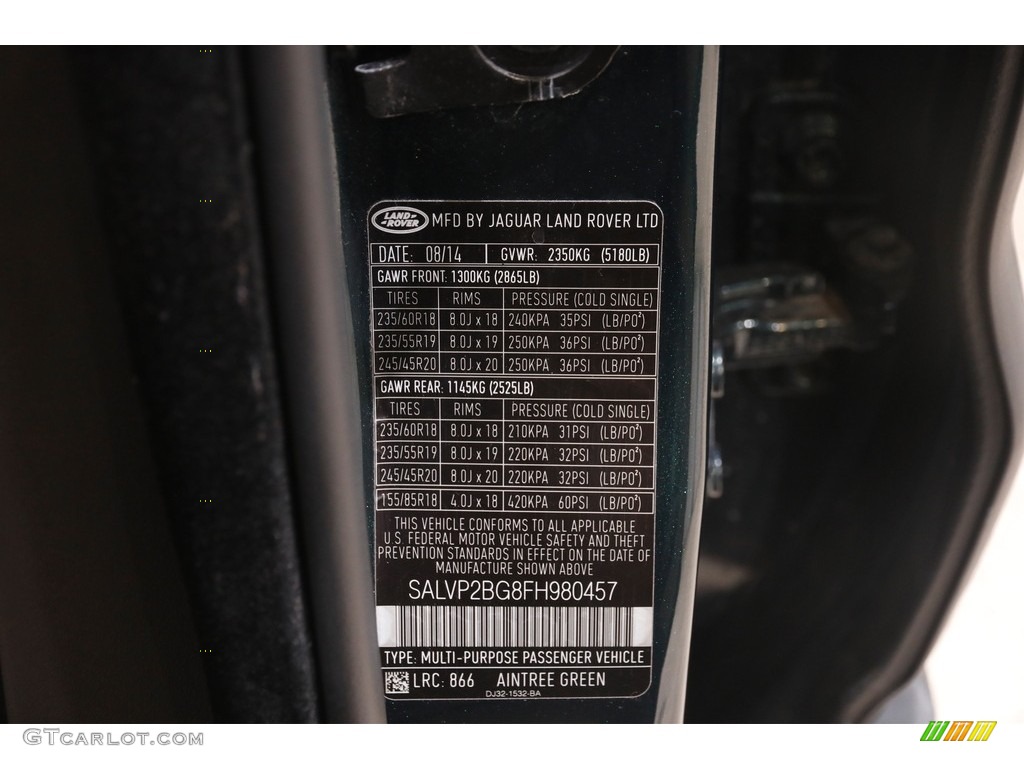 LAND-
ROVER
MFD BY JAGUAR LAND ROVER LTD
DATE: 08/14 GVWR: 2350KG (5180LB)
GAWR FRONT: 1300KG (2865LB)
TIRES RIMS PRESSURE (COLD SINGLE)
235/60R18 8.0J x 18 240KPA 35PSI (LB/PO²)
235/55R19 8.0J x 19 250KPA 36PSI (LB/PO²)
245/45R20 8.0J x 20 250KPA 36PSI (LB/PO²)
GAWR REAR: 1145KG (2525LB)
TIRES RIMS PRESSURE (COLD SINGLE)
235/60R18 8.0J x 18 210KPA 31PSI (LB/PO²)
235/55R19 8.0J x 19 220KPA 32PSI (LB/PO²)
245/45R20 8.0J x 20 220KPA 32PSI (LB/PO²)
155/85R18 4.0J x 18 420KPA 60PSI (LB/PO²)
THIS VEHICLE CONFORMS TO ALL APPLICABLE
U.S. FEDERAL MOTOR VEHICLE SAFETY AND THEFT
PREVENTION STANDARDS IN EFFECT ON THE DATE OF
MANUFACTURE SHOWN ABOVE
SALVP2BG8FH980457
TYPE: MULTI-PURPOSE PASSENGER VEHICLE
LRC: 866 AINTREE GREEN
DJ32-1532-BA
GTCARLOT.COM